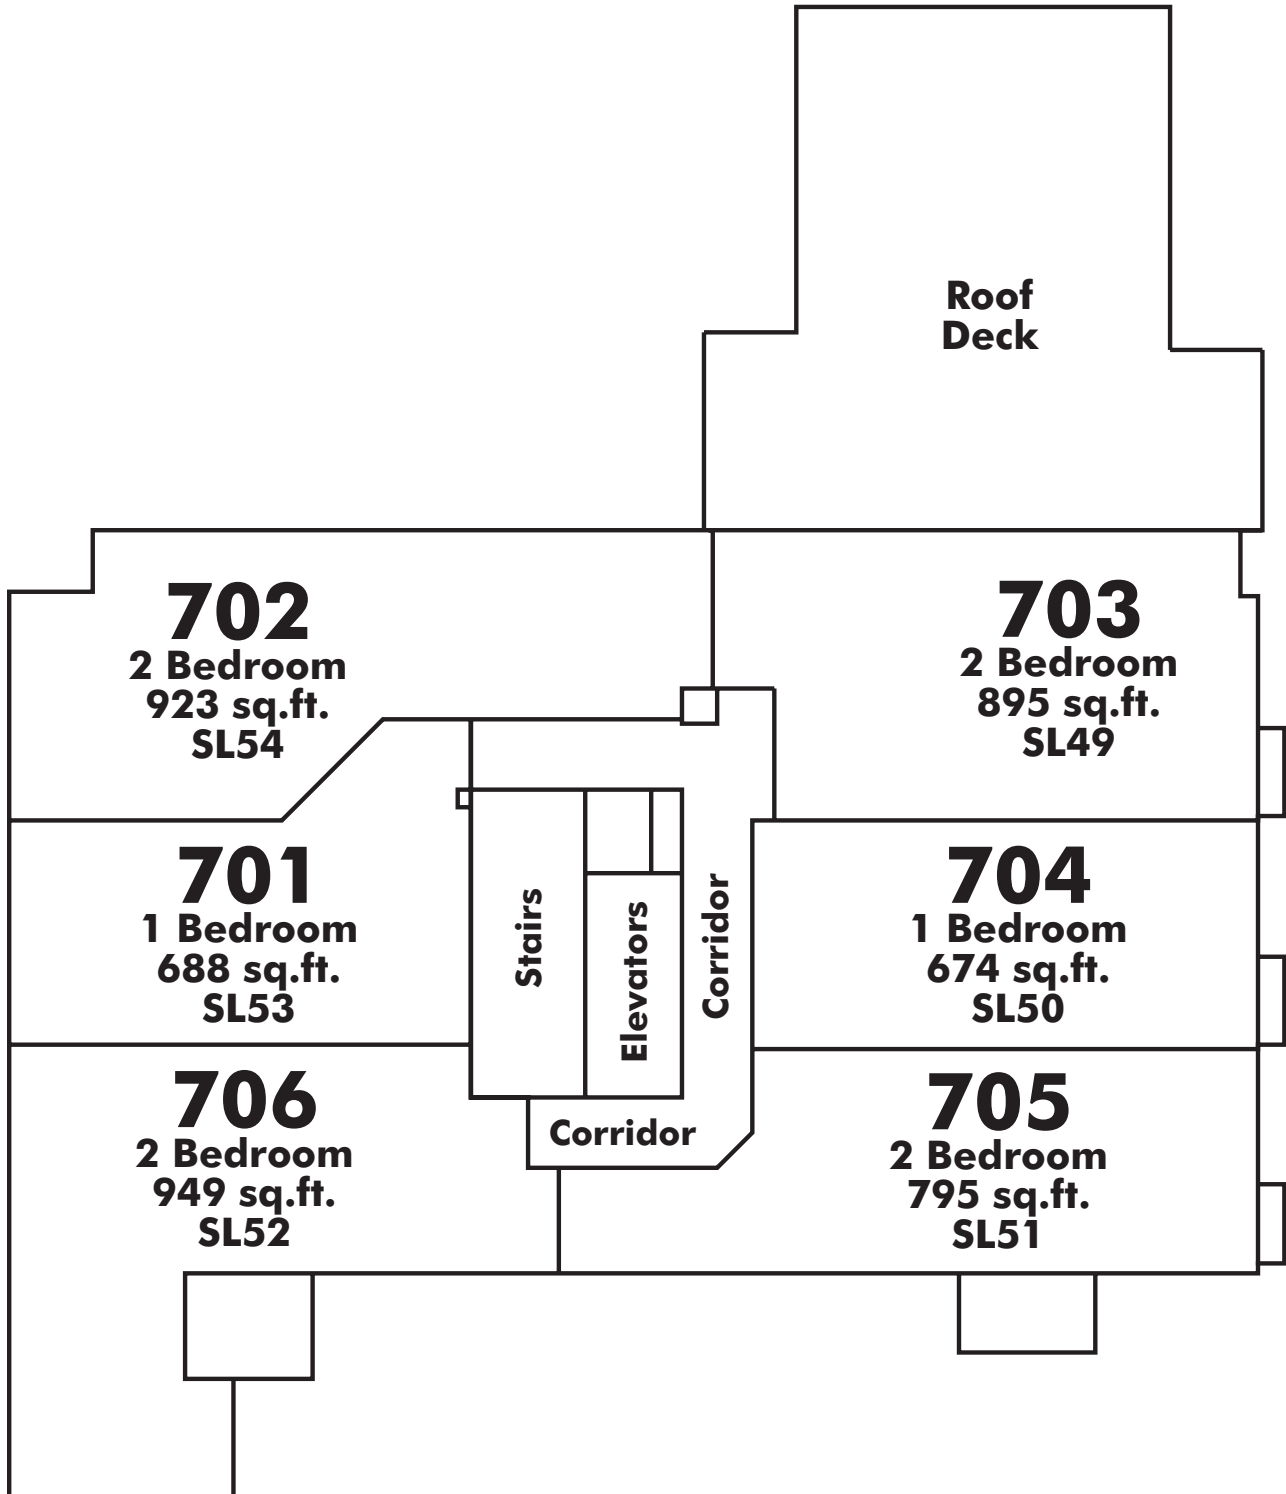 Roof
Deck
702
2 Bedroom
923 sq.ft.
SL54
703
2 Bedroom
895 sq.ft.
SL49
701
1 Bedroom
688 sq.ft.
SL53
Stairs
Elevators
Corridor
704
1 Bedroom
674 sq.ft.
SL50
706
2 Bedroom
949 sq.ft.
SL52
Corridor
705
2 Bedroom
795 sq.ft.
SL51